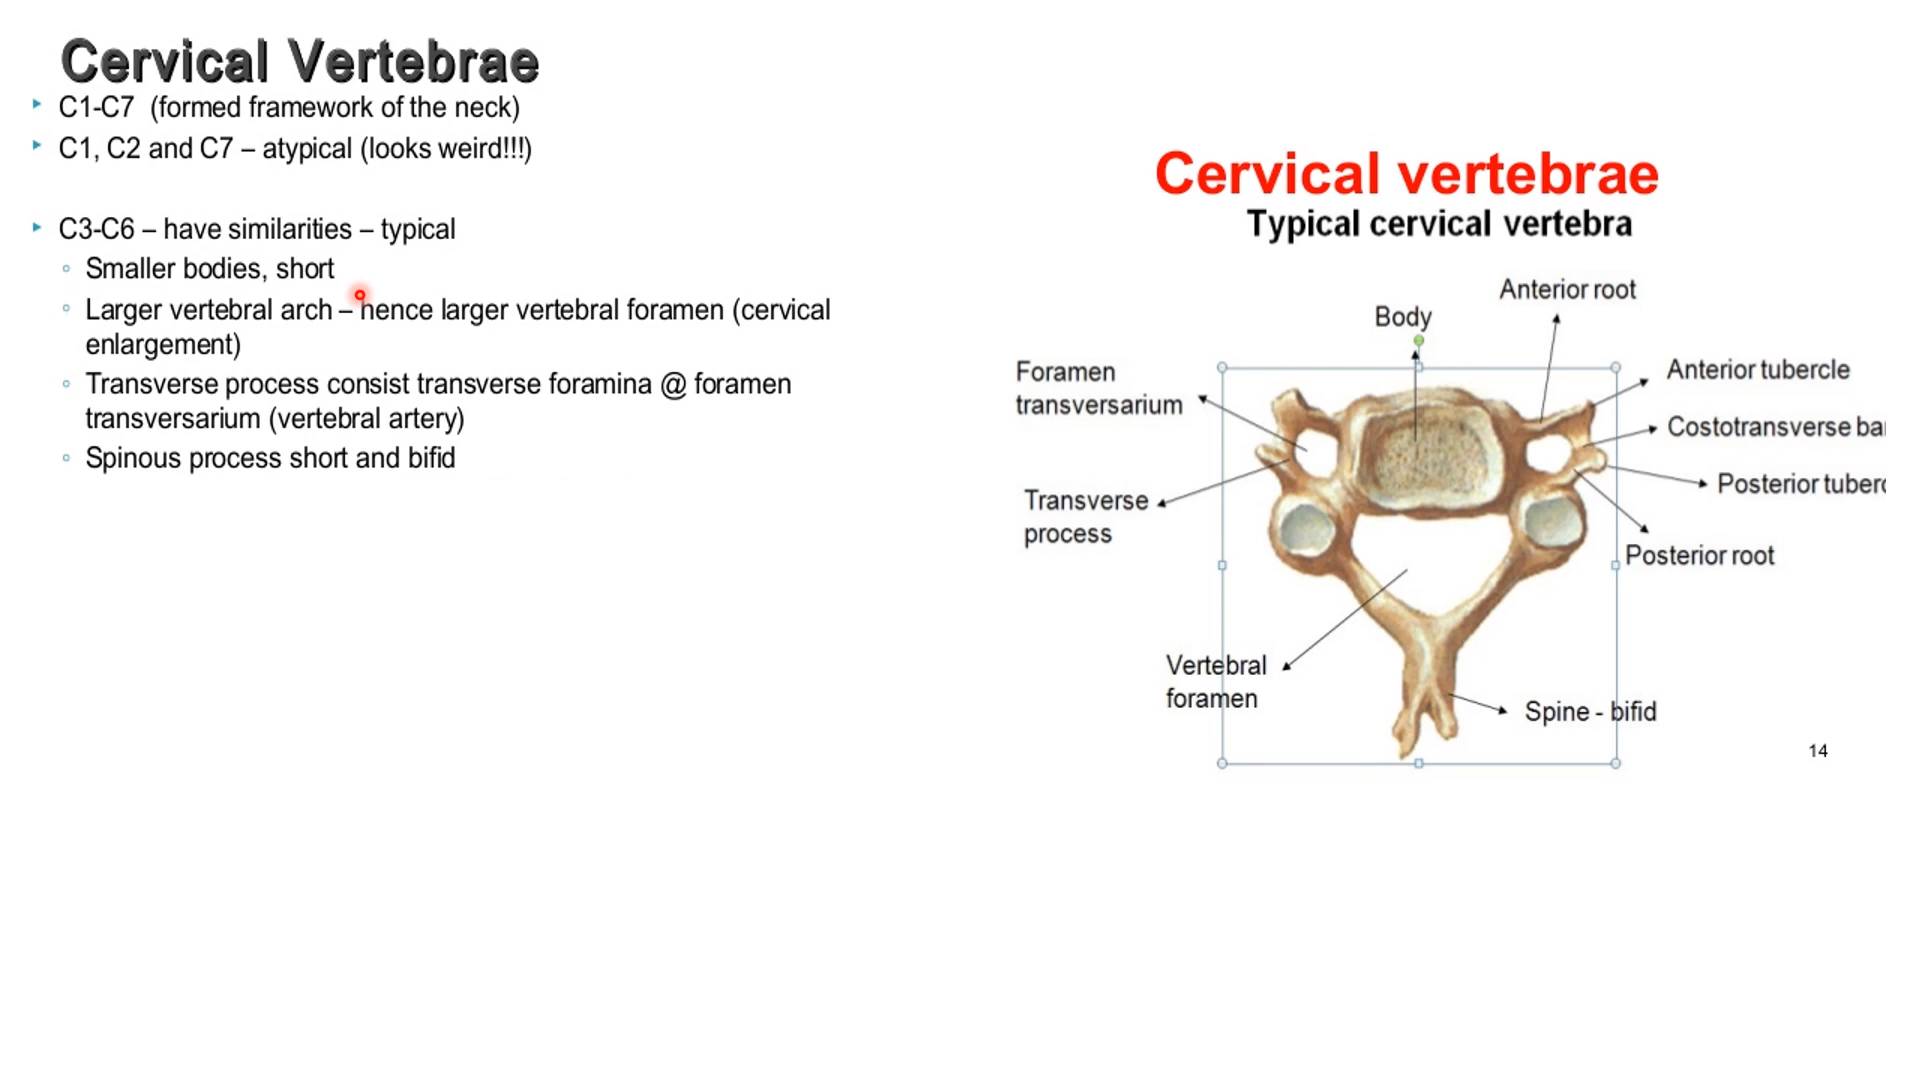 Cervical Vertebrae
C1-C7 (formed framework of the neck)
C1, C2 and C7 – atypical (looks weird!!!)
C3-C6 – have similarities – typical
Smaller bodies, short
Larger vertebral arch – hence larger vertebral foramen (cervical
enlargement)
Transverse process consist transverse foramina @ foramen
transversarium (vertebral artery)
Spinous process short and bifid
Cervical vertebrae
Typical cervical vertebra
Anterior root
Body
Foramen
transversarium
Anterior tubercle
Costotransverse
Transverse
process
Posterior
Posterior root
Vertebral
foramen
Spine - bifid
14